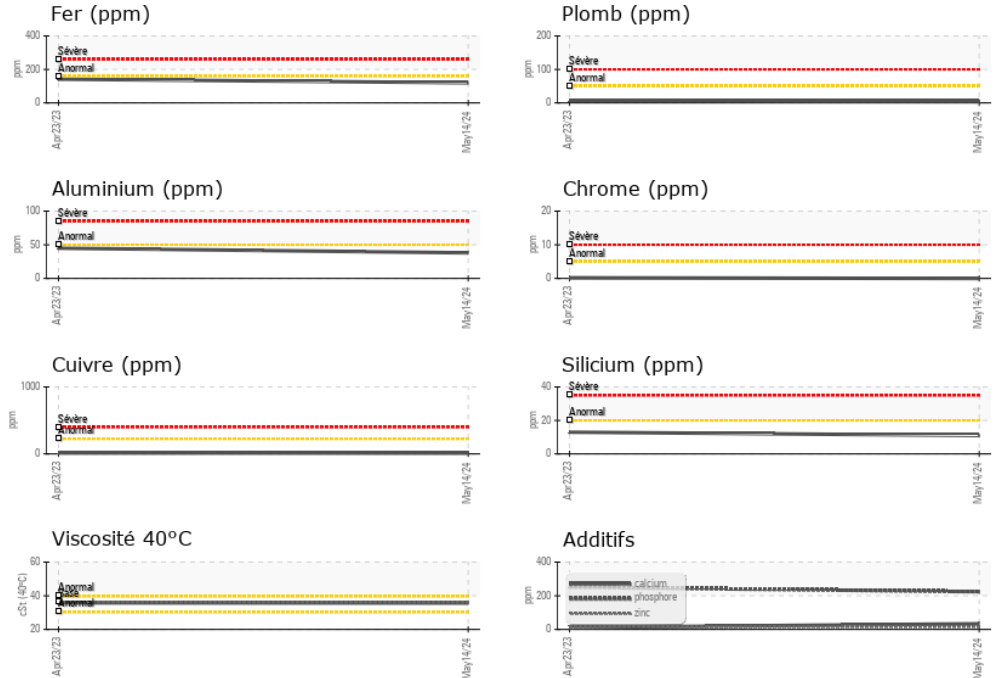 Fer (ppm)
400
200
0
ppm
Sévère
Anormal
Apr23/23
May14/24
Plomb (ppm)
200
100
0
ppm
Sévère
Anormal
Apr23/23
May14/24
Aluminium (ppm)
100
50
0
ppm
Sévère
Anormal
Apr23/23
May14/24
Chrome (ppm)
20
10
0
ppm
Sévère
Anormal
Apr23/23
May14/24
Cuivre (ppm)
1000
0
ppm
Sévère
Anormal
Apr23/23
May14/24
Silicium (ppm)
40
20
0
ppm
Sévère
Anormal
Apr23/23
May14/24
Viscosité 40°C
60
40
20
cSt (40°C)
Anormal
Base
Anormal
Apr23/23
May14/24
Additifs
400
200
0
ppm
calcium
phosphore
zinc
Apr23/23
May14/24